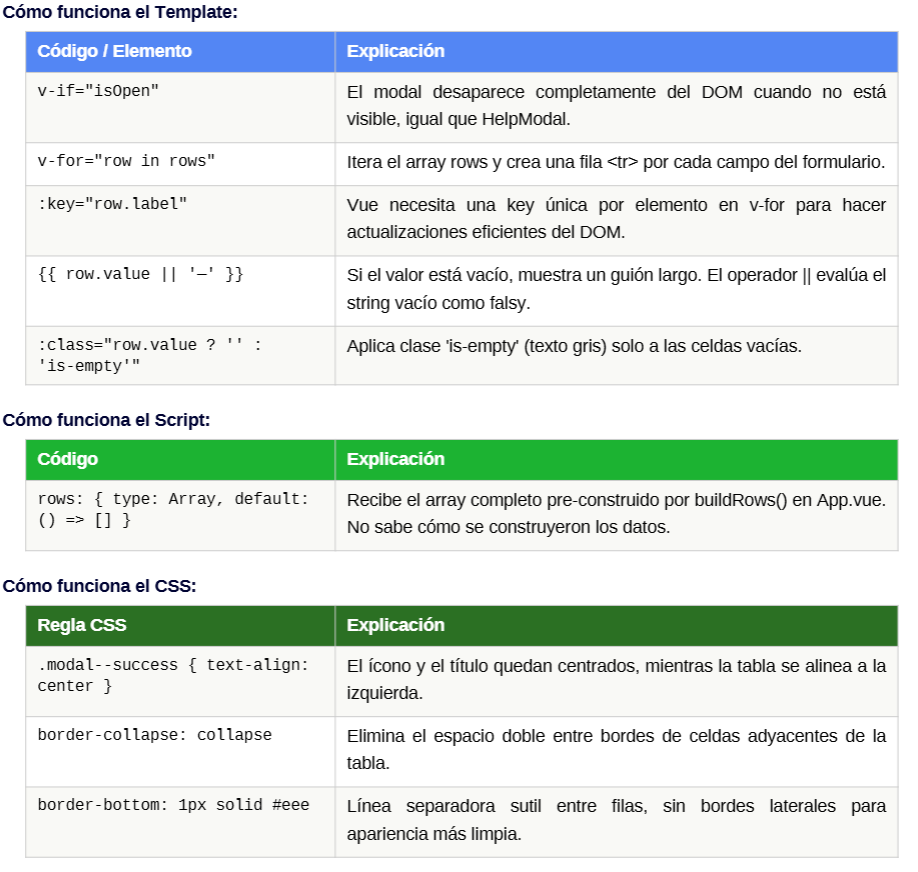 Cómo funciona el Template:
Código / Elemento Explicación
v-if="isOpen" El modal desaparece completamente del DOM cuando no está
visible, igual que HelpModal.
v-for="row in rows" Itera el array rows y crea una fila <tr> por cada campo del formulario.
:key="row.label" Vue necesita una key única por elemento en v-for para hacer
actualizaciones eficientes del DOM.
{{ row.value || '—' }} Si el valor está vacío, muestra un guión largo. El operador || evalúa el
string vacío como falsy.
:class="row.value ? '' : Aplica clase 'is-empty' (texto gris) solo a las celdas vacías.
'is-empty'"
Cómo funciona el Script:
Código Explicación
rows: { type: Array, default: Recibe el array completo pre-construido por buildRows() en App.vue.
() => [] } No sabe cómo se construyeron los datos.
Cómo funciona el CSS:
Regla CSS Explicación
.modal--success { text-align: El ícono y el título quedan centrados, mientras la tabla se alinea a la
center } izquierda.
border-collapse: collapse Elimina el espacio doble entre bordes de celdas adyacentes de la
tabla.
border-bottom: 1px solid #eee Línea separadora sutil entre filas, sin bordes laterales para
apariencia más limpia.